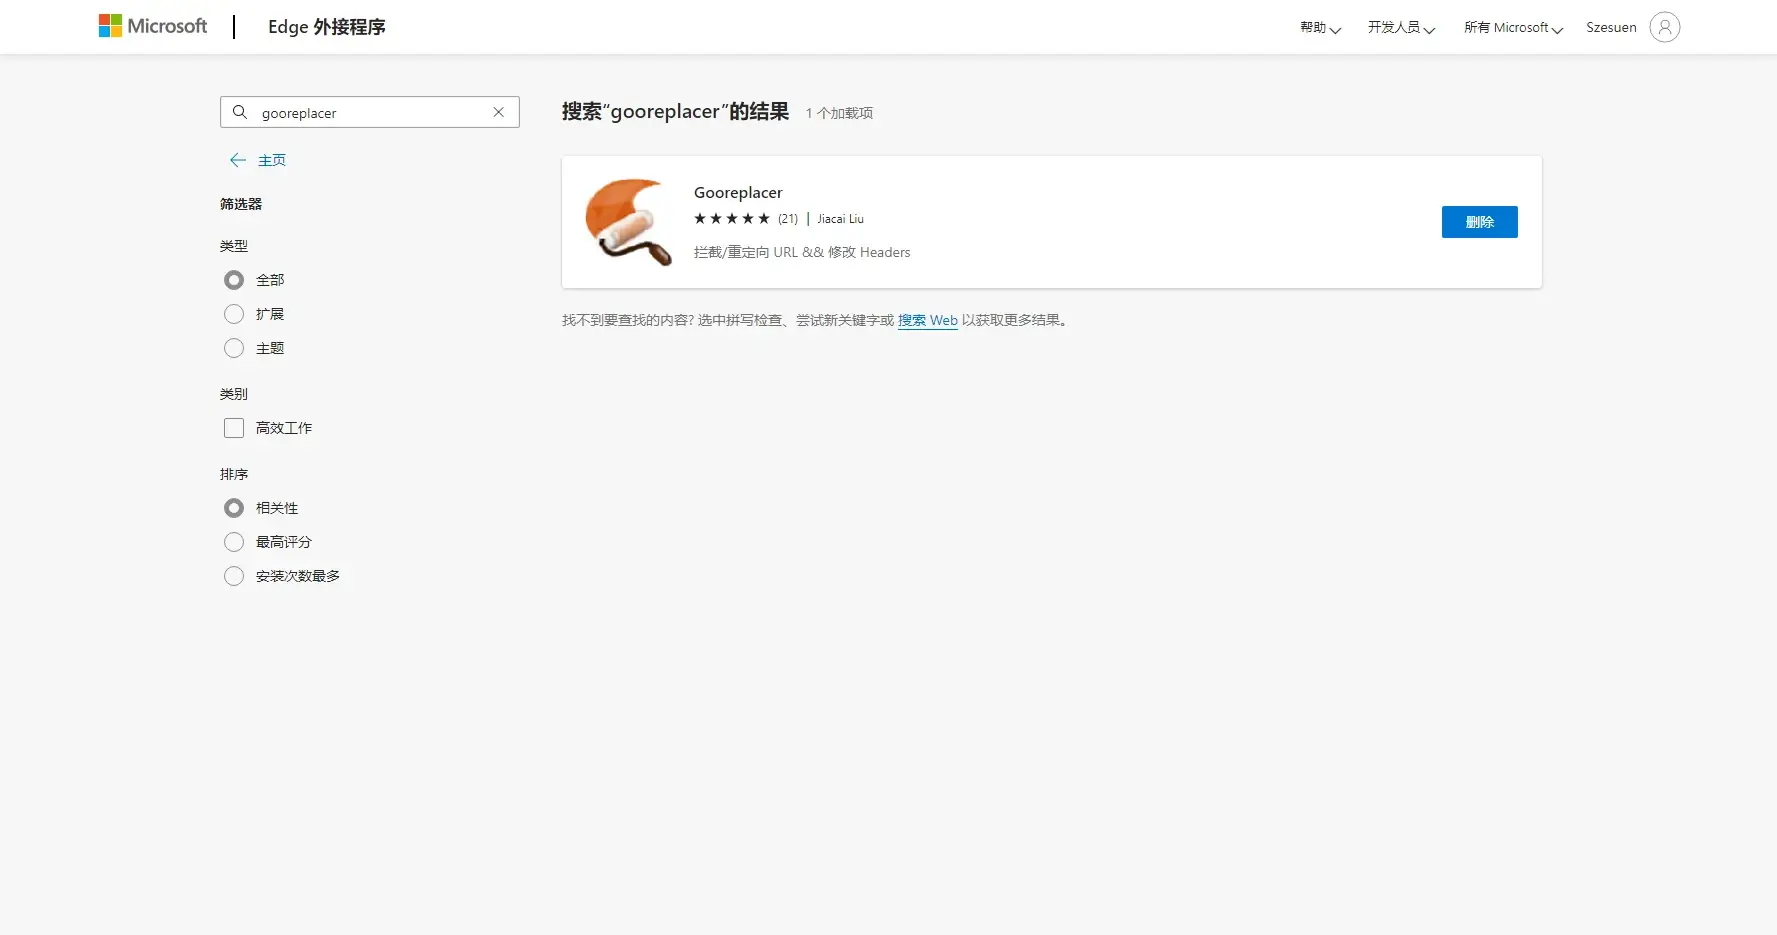 Microsoft Edge 外接程序 帮助 开发人员 所有 Microsoft Szesuen
gooreplacer
主页
筛选器
类型
全部
扩展
主题
类别
高效工作
排序
相关性
最高评分
安装次数最多
搜索“gooreplacer”的结果 1 个加载项
Gooreplacer
★★★★★ (21) | Jiacai Liu
拦截/重定向 URL && 修改 Headers
删除
找不到要查找的内容? 选中拼写检查、尝试新关键字或 搜索 Web 以获取更多结果。